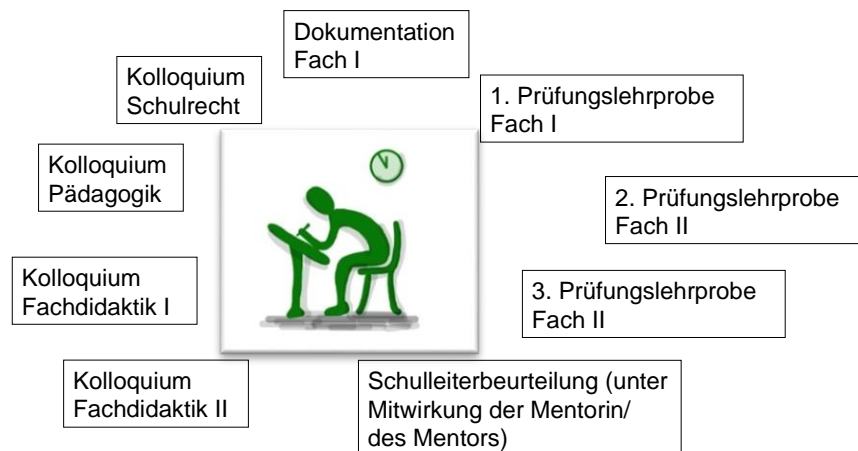 Dokumentation
Fach I
1. Prüfungslehrprobe
Fach I
2. Prüfungslehrprobe
Fach II
3. Prüfungslehrprobe
Fach II
Schulleiterbeurteilung (unter
Mitwirkung der Mentorin/
des Mentors)
Kolloquium
Fachdidaktik II
Kolloquium
Fachdidaktik I
Kolloquium
Pädagogik
Kolloquium
Schulrecht